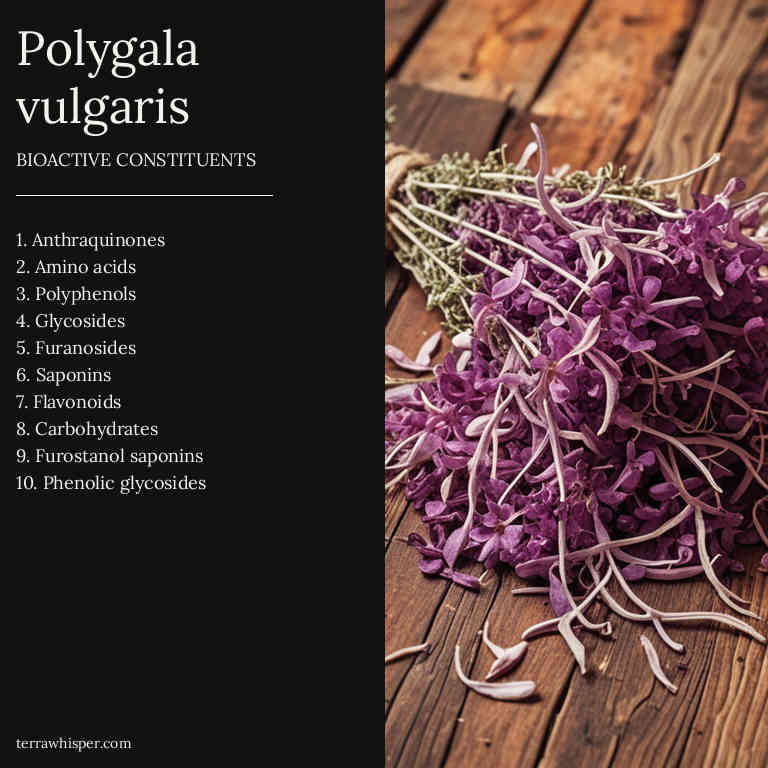 Polygala
vulgaris
BIOACTIVE CONSTITUENTS
1. Anthraquinones
2. Amino acids
3. Polyphenols
4. Glycosides
5. Furanosides
6. Saponins
7. Flavonoids
8. Carbohydrates
9. Furostanol saponins
10. Phenolic glycosides
terrawhisper.com